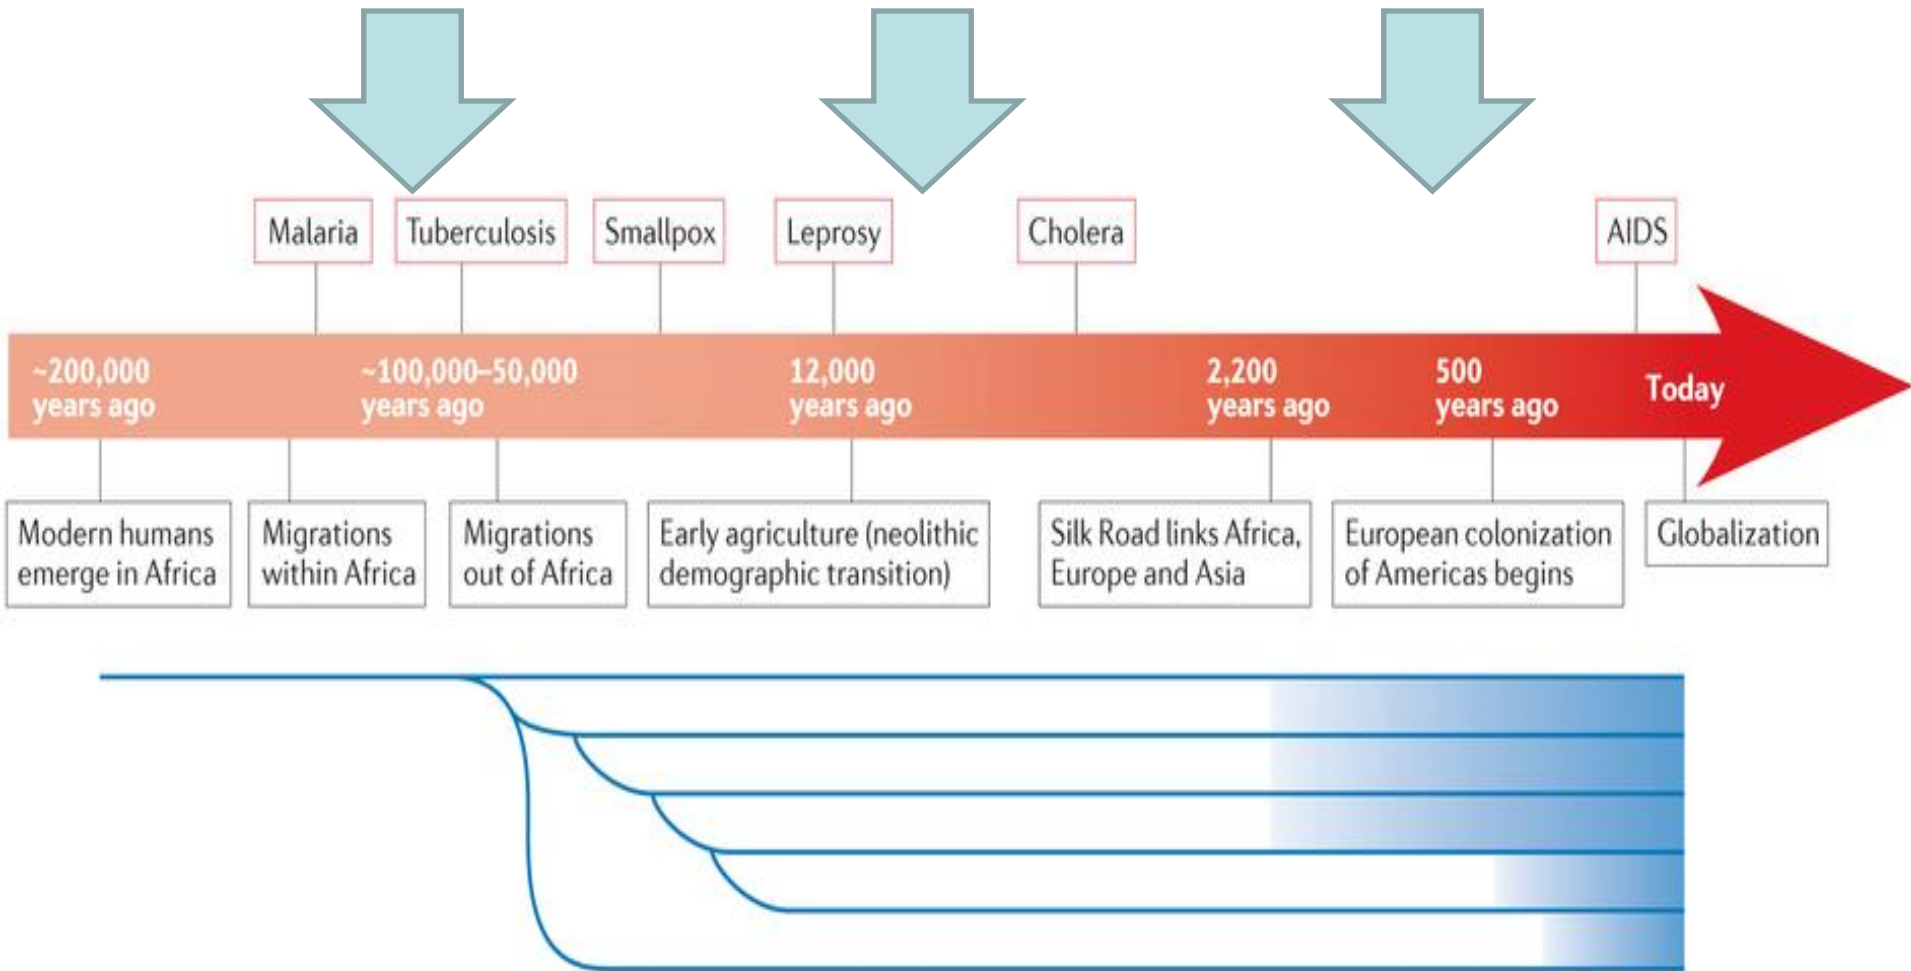 Malaria
Tuberculosis
Smallpox
Leprosy
Cholera
AIDS
~200,000
years ago
~100,000–50,000
years ago
12,000
years ago
2,200
years ago
500
years ago
Today
Modern humans
emerge in Africa
Migrations
within Africa
Migrations
out of Africa
Early agriculture (neolithic
demographic transition)
Silk Road links Africa,
Europe and Asia
European colonization
of Americas begins
Globalization